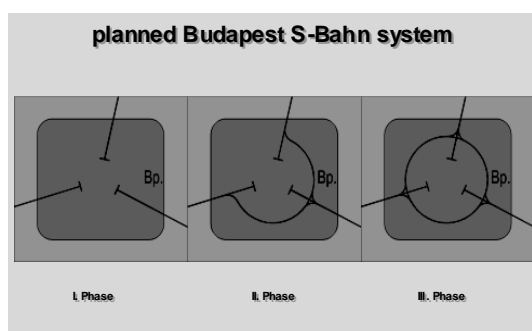 planned Budapest S-Bahn system
Bp.
Bp.
Bp.
I. Phase
II. Phase
III. Phase